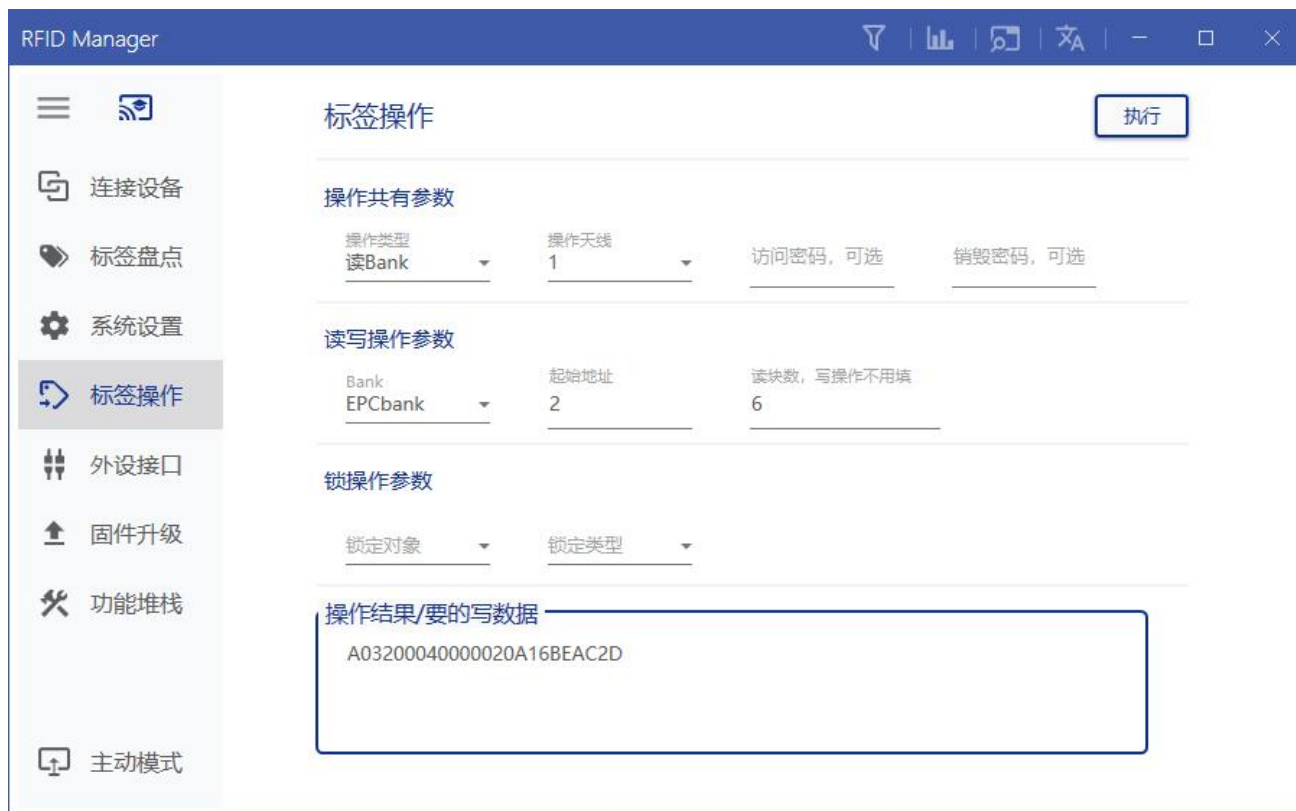 RFID Manager
标签操作
执行
连接设备
标签盘点
系统设置
标签操作
外设接口
固件升级
功能堆栈
主动模式
操作共有参数
操作类型
读Bank
操作天线
1
访问密码，可选
销毁密码，可选
读写操作参数
Bank
EPCbank
起始地址
2
读块数，写操作不用填
6
锁操作参数
锁定对象
锁定类型
操作结果/要的写数据
A03200040000020A16BEAC2D